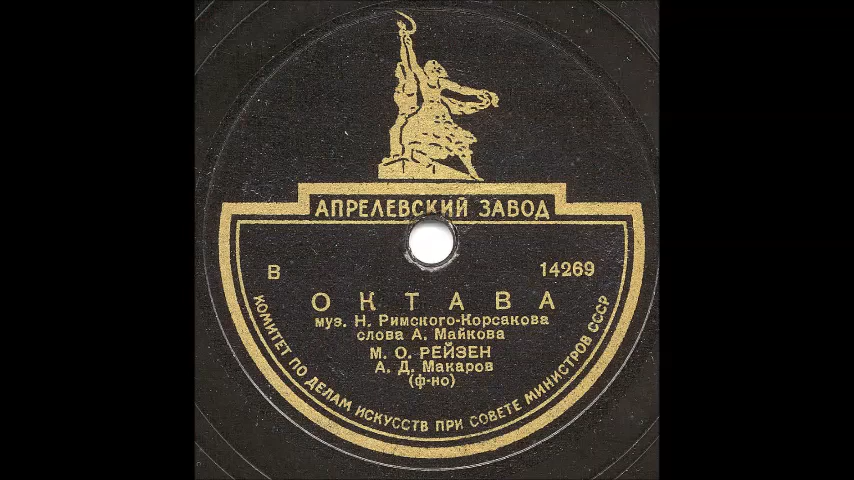 АПРЕЛЕВСКИЙ ЗАВОД
В 14269
ОКТАВА
муз. Н. Римского-Корсакова
слова А. Майкова
М. О. РЕЙЗЕН
А. Д. Макаров
(ф-но)
КОМИТЕТ ПО ДЕЛАМ ИСКУССТВ ПРИ СОВЕТЕ МИНИСТРОВ СССР